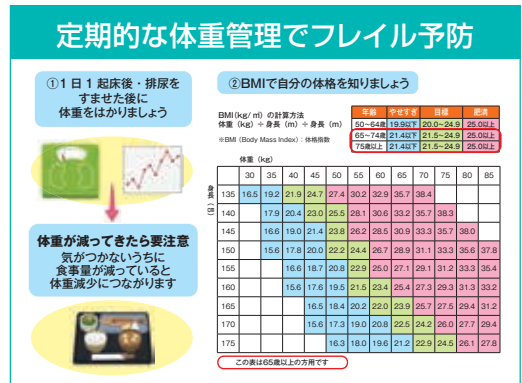 定期的な体重管理でフレイル予防
①1日1起床後・排尿を
すませた後に
体重をはかりましょう
体重が減ってきたら要注意
気がつかないうちに
食事量が減っていると
体重減少につながります
②BMIで自分の体格を知りましょう
BMI(kg/㎡)の計算方法
体重(kg)÷身長(m)÷身長(m)
※BMI(Body Mass Index):体格指数
年齢 やせすぎ 目標 肥満
50~64歳 19.9以下 20.0~24.9 25.0以上
65~74歳 21.4以下 21.5~24.9 25.0以上
75歳以上 21.4以下 21.5~24.9 25.0以上
体重(kg)
30 35 40 45 50 55 60 65 70 75 80 85
身長(㎝)
135 16.5 19.2 21.9 24.7 27.4 30.2 32.9 35.7 38.4
140 17.9 20.4 23.0 25.5 28.1 30.6 33.2 35.7 38.3
145 16.6 19.0 21.4 23.8 26.2 28.5 30.9 33.3 35.7 38.0
150 15.6 17.8 20.0 22.2 24.4 26.7 28.9 31.1 33.3 35.6 37.8
155 16.6 18.7 20.8 22.9 25.0 27.1 29.1 31.2 33.3 35.4
160 15.6 17.6 19.5 21.5 23.4 25.4 27.3 29.3 31.3 33.2
165 16.5 18.4 20.2 22.0 23.9 25.7 27.5 29.4 31.2
170 15.6 17.3 19.0 20.8 22.5 24.2 26.0 27.7 29.4
175 16.3 18.0 19.6 21.2 22.9 24.5 26.1 27.8
この表は65歳以上の方用です